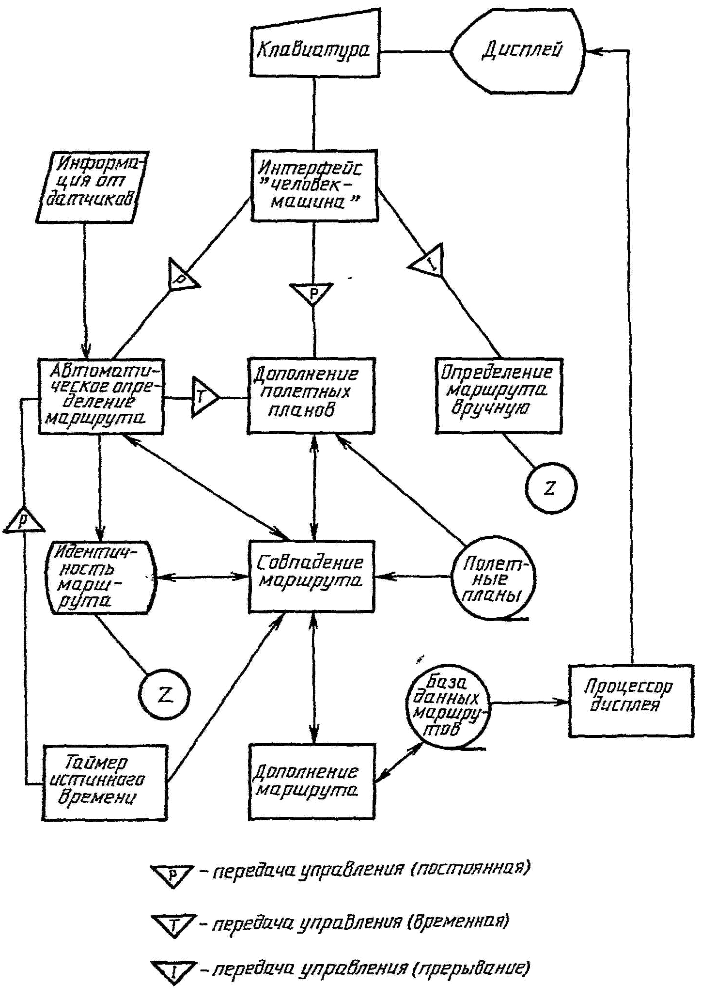 Клавиатура
Дисплей
Информа-
ция от
датчиков
Интерфейс
"человек-
машина"
P
P
I
Автомати-
ческое опре-
деление
маршрута
T
Дополнение
полетных
планов
Определение
маршрута
вручную
Z
P
Идентич-
ность
марш-
рута
Совпадение
маршрута
Полет-
ные
планы
Z
База
данных
маршру-
тов
Процессор
дисплея
Таймер
истинного
времени
Дополнение
маршрута
P - передача управления (постоянная)
T - передача управления (временная)
I - передача управления (прерывание)